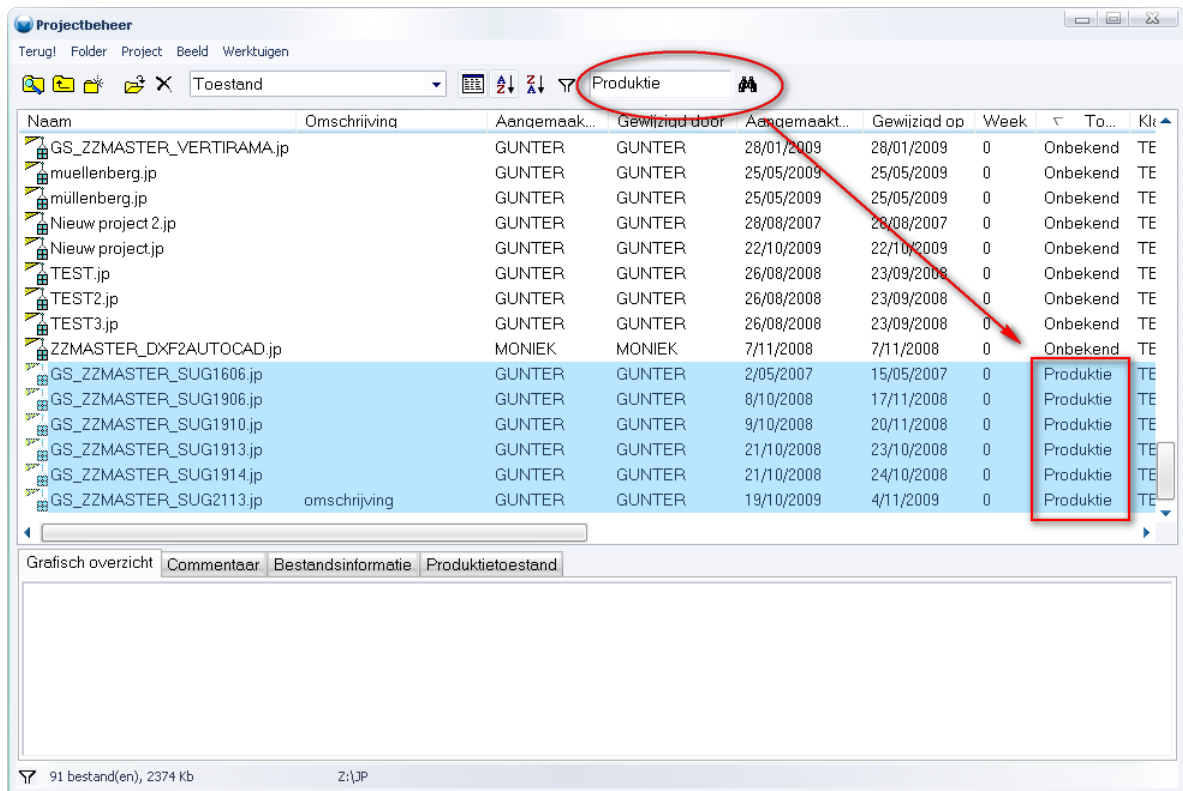 Projectbeheer
Terug! Folder Project Beeld Werktuigen
Toestand Produktie
Naam Omschrijving Aangemaak... Gewijzigd door Aangemaakt... Gewijzigd op Week To... Kla
GS_ZZMASTER_VERTIRAMA.jp GUNTER GUNTER 28/01/2009 28/01/2009 0 Onbekend TE
muellenberg.jp GUNTER GUNTER 25/05/2009 25/05/2009 0 Onbekend TE
müllenberg.jp GUNTER GUNTER 25/05/2009 25/05/2009 0 Onbekend TE
Nieuw project 2.jp GUNTER GUNTER 28/08/2007 28/08/2007 0 Onbekend TE
Nieuw project.jp GUNTER GUNTER 22/10/2009 22/10/2009 0 Onbekend TE
TEST.jp GUNTER GUNTER 26/08/2008 23/09/2008 0 Onbekend TE
TEST2.jp GUNTER GUNTER 26/08/2008 23/09/2008 0 Onbekend TE
TEST3.jp GUNTER GUNTER 26/08/2008 23/09/2008 0 Onbekend TE
ZZMASTER_DXF2AUTOCAD.jp MONIEK MONIEK 7/11/2008 7/11/2008 0 Onbekend TE
GS_ZZMASTER_SUG1606.jp GUNTER GUNTER 2/05/2007 15/05/2007 0 Produktie TE
GS_ZZMASTER_SUG1906.jp GUNTER GUNTER 8/10/2008 17/11/2008 0 Produktie TE
GS_ZZMASTER_SUG1910.jp GUNTER GUNTER 9/10/2008 20/11/2008 0 Produktie TE
GS_ZZMASTER_SUG1913.jp GUNTER GUNTER 21/10/2008 23/10/2008 0 Produktie TE
GS_ZZMASTER_SUG1914.jp GUNTER GUNTER 21/10/2008 24/10/2008 0 Produktie TE
GS_ZZMASTER_SUG2113.jp omschrijving GUNTER GUNTER 19/10/2009 4/11/2009 0 Produktie TE
Grafisch overzicht Commentaar Bestandsinformatie Produktietoestand
91 bestand(en), 2374 Kb Z:\JP